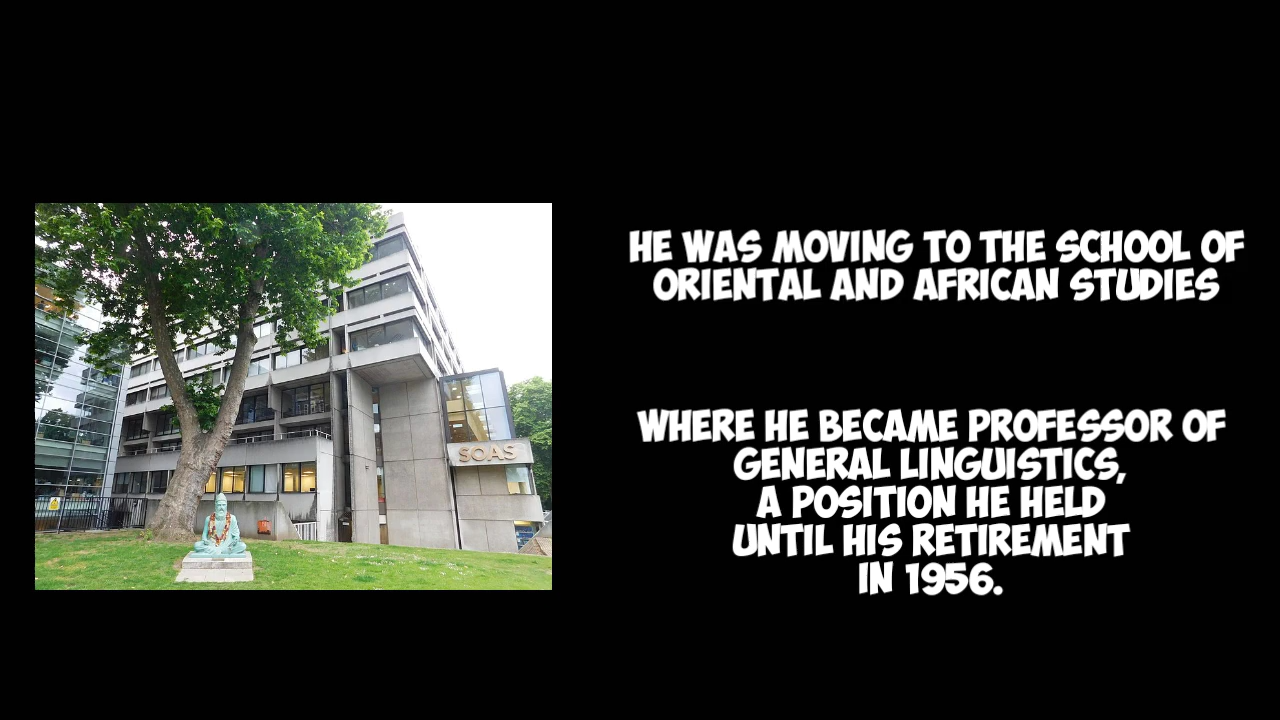 SOAS
HE WAS MOVING TO THE SCHOOL OF
ORIENTAL AND AFRICAN STUDIES
WHERE HE BECAME PROFESSOR OF
GENERAL LINGUISTICS,
A POSITION HE HELD
UNTIL HIS RETIREMENT
IN 1956.